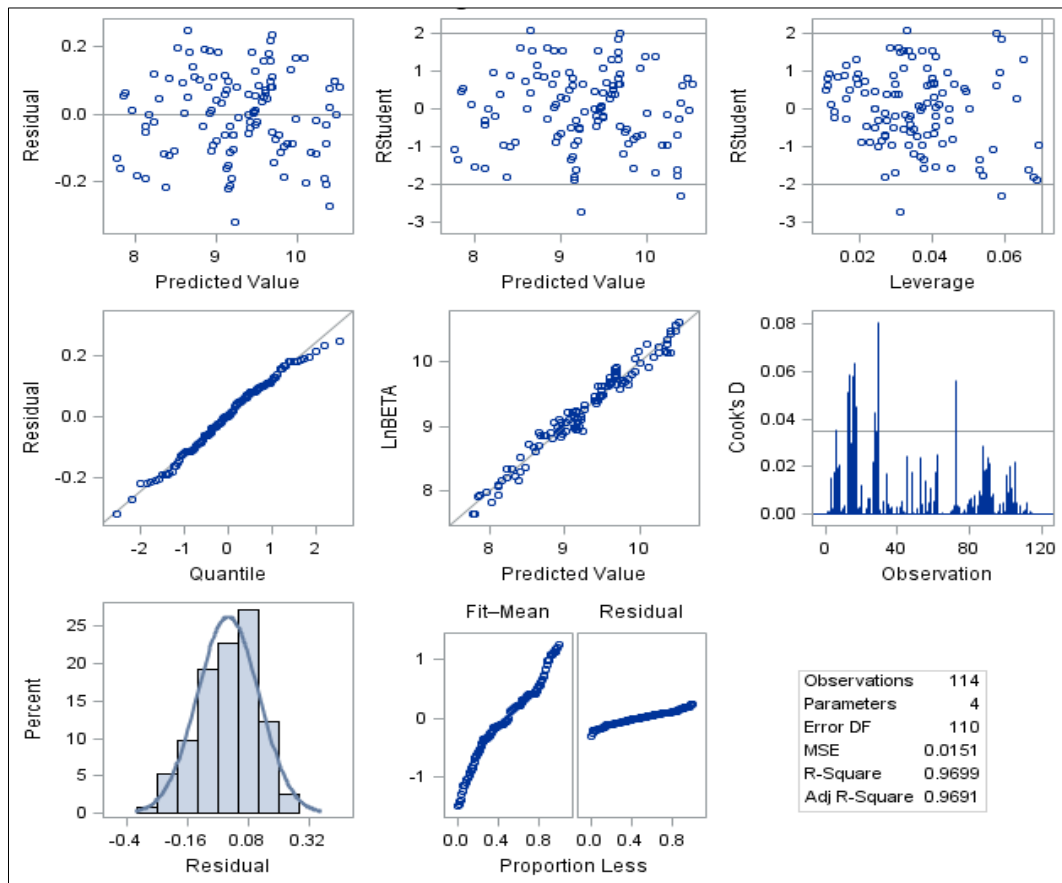 Residual
0.2
0.0
-0.2
8 9 10
Predicted Value
RStudent
2
1
0
-1
-2
-3
8 9 10
Predicted Value
RStudent
2
1
0
-1
-2
-3
0.02 0.04 0.06
Leverage
Residual
0.2
0.0
-0.2
-2 -1 0 1 2
Quantile
LnBETA
10
9
8
8 9 10
Predicted Value
Cook's D
0.08
0.06
0.04
0.02
0.00
0 40 80 120
Observation
Percent
25
20
15
10
5
0
-0.4 -0.16 0.08 0.32
Residual
Fit–Mean Residual
1
0
-1
0.0 0.4 0.8 0.0 0.4 0.8
Proportion Less
Observations 114
Parameters 4
Error DF 110
MSE 0.0151
R-Square 0.9699
Adj R-Square 0.9691